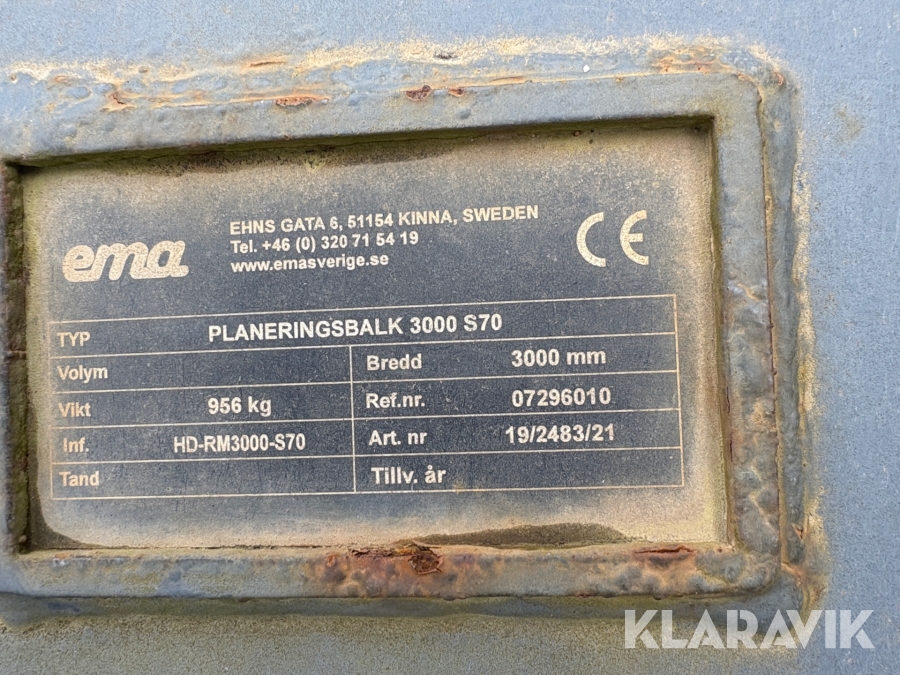 ema
EHNS GATA 6, 51154 KINNA, SWEDEN
Tel. +46 (0) 320 71 54 19
www.emasverige.se
CE
TYP PLANERINGSBALK 3000 S70
Volym Bredd 3000 mm
Vikt 956 kg Ref.nr. 07296010
Inf. HD-RM3000-S70 Art. nr 19/2483/21
Tand Tillv. år
KLARAVIK